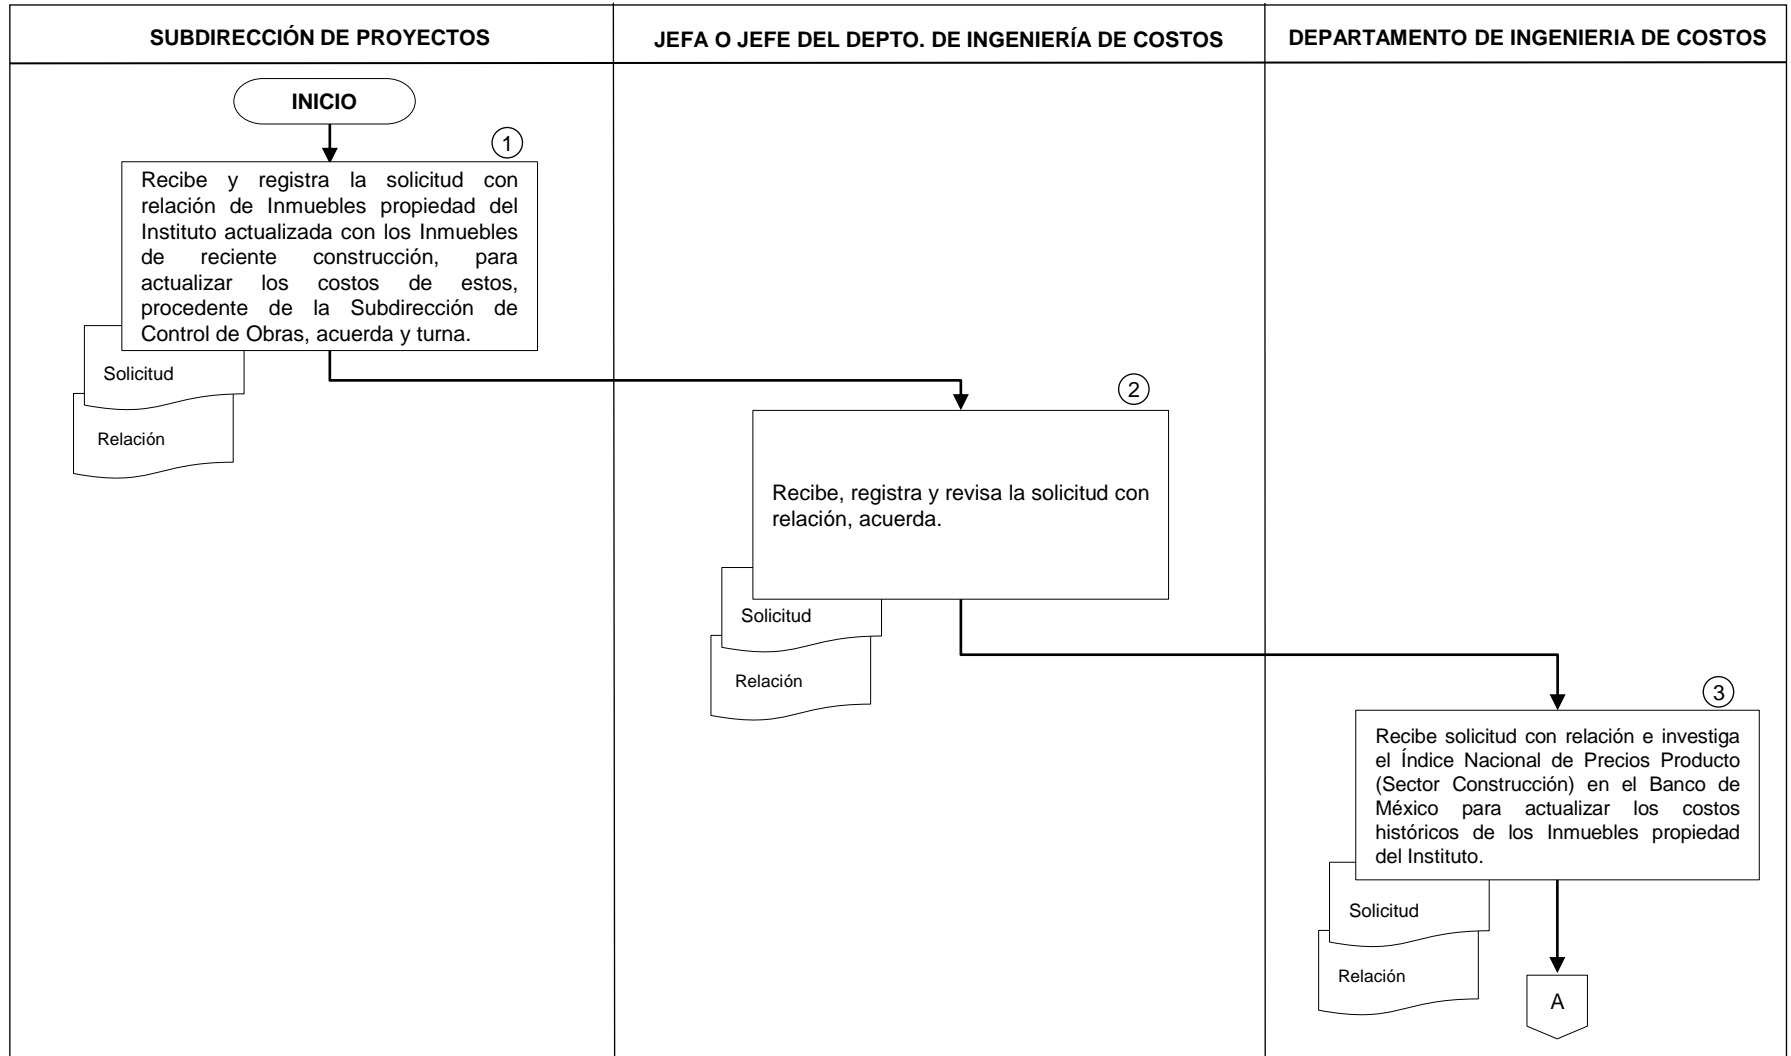 SUBDIRECCIÓN DE PROYECTOS
JEFA O JEFE DEL DEPTO. DE INGENIERÍA DE COSTOS
DEPARTAMENTO DE INGENIERIA DE COSTOS
INICIO
1
Recibe y registra la solicitud con
relación de Inmuebles propiedad del
Instituto actualizada con los Inmuebles
de reciente construcción, para
actualizar los costos de estos,
procedente de la Subdirección de
Control de Obras, acuerda y turna.
Solicitud
Relación
2
Recibe, registra y revisa la solicitud con
relación, acuerda.
Solicitud
Relación
3
Recibe solicitud con relación e investiga
el Índice Nacional de Precios Producto
(Sector Construcción) en el Banco de
México para actualizar los costos
históricos de los Inmuebles propiedad
del Instituto.
Solicitud
Relación
A